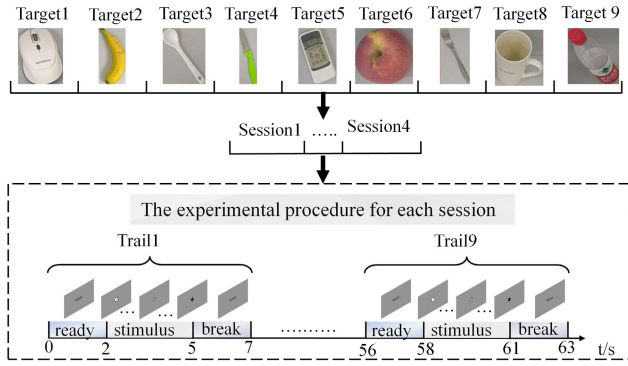 Target1 Target2 Target3 Target4 Target5 Target6 Target7 Target8 Target 9
Session1 ..... Session4
The experimental procedure for each session
Trail1 Trail9
... ... ... ...
ready stimulus break .......... ready stimulus break
0 2 5 7 56 58 61 63 t/s